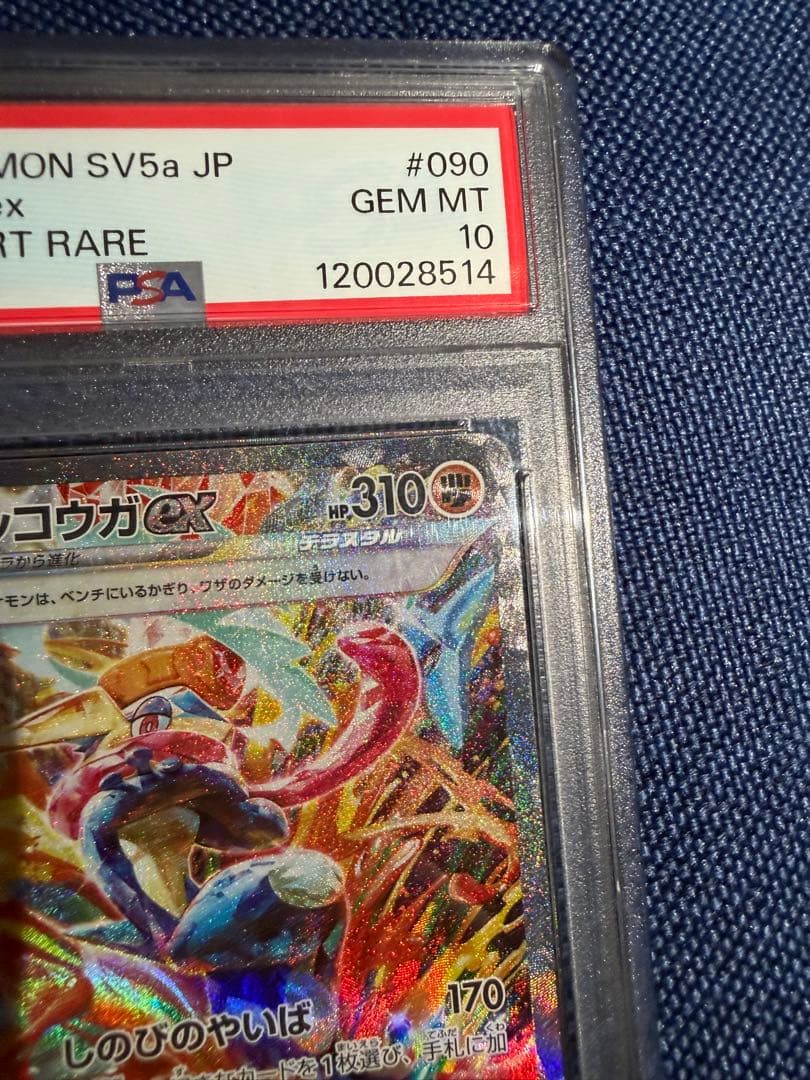 MON SV5a JP #090
ex GEM MT
RT RARE 10
PSA 120028514
コウガex HP310
テラスタル
ラから進化
モンは、ベンチにいるかぎり、ワザのダメージを受けない。
しのびのやいば 170
カードを1枚選び、手札に加